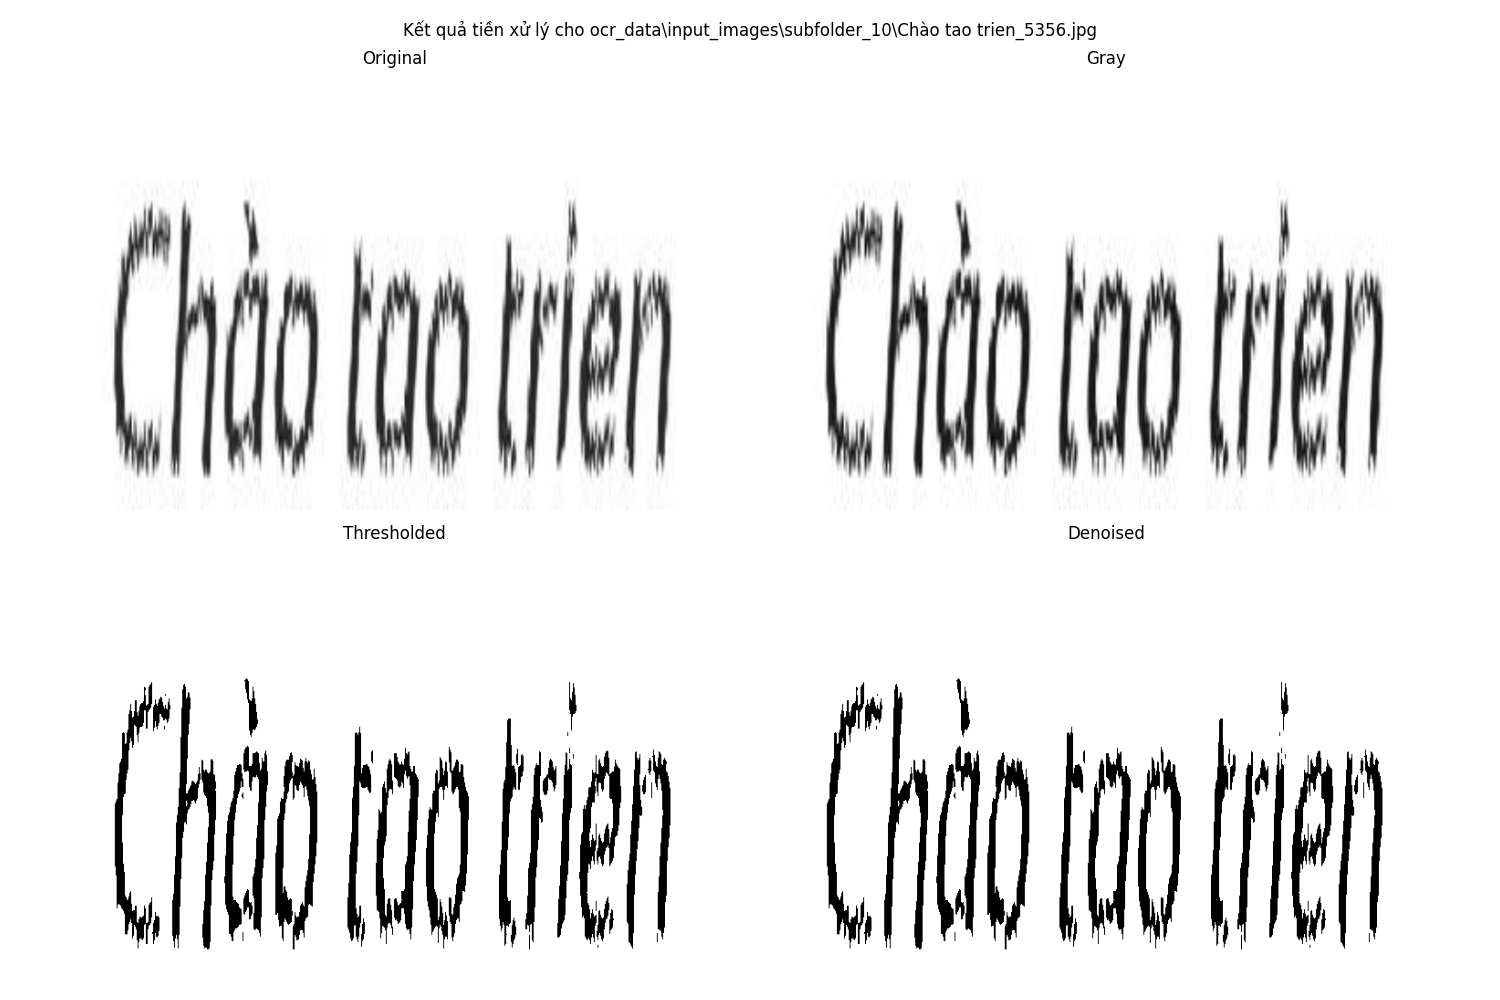 Kết quả tiền xử lý cho ocr_data\input_images\subfolder_10\Chào tao trien_5356.jpg
Original
Gray
Chào tao trien
Chào tao trien
Thresholded
Denoised
Chào tao trien
Chào tao trien